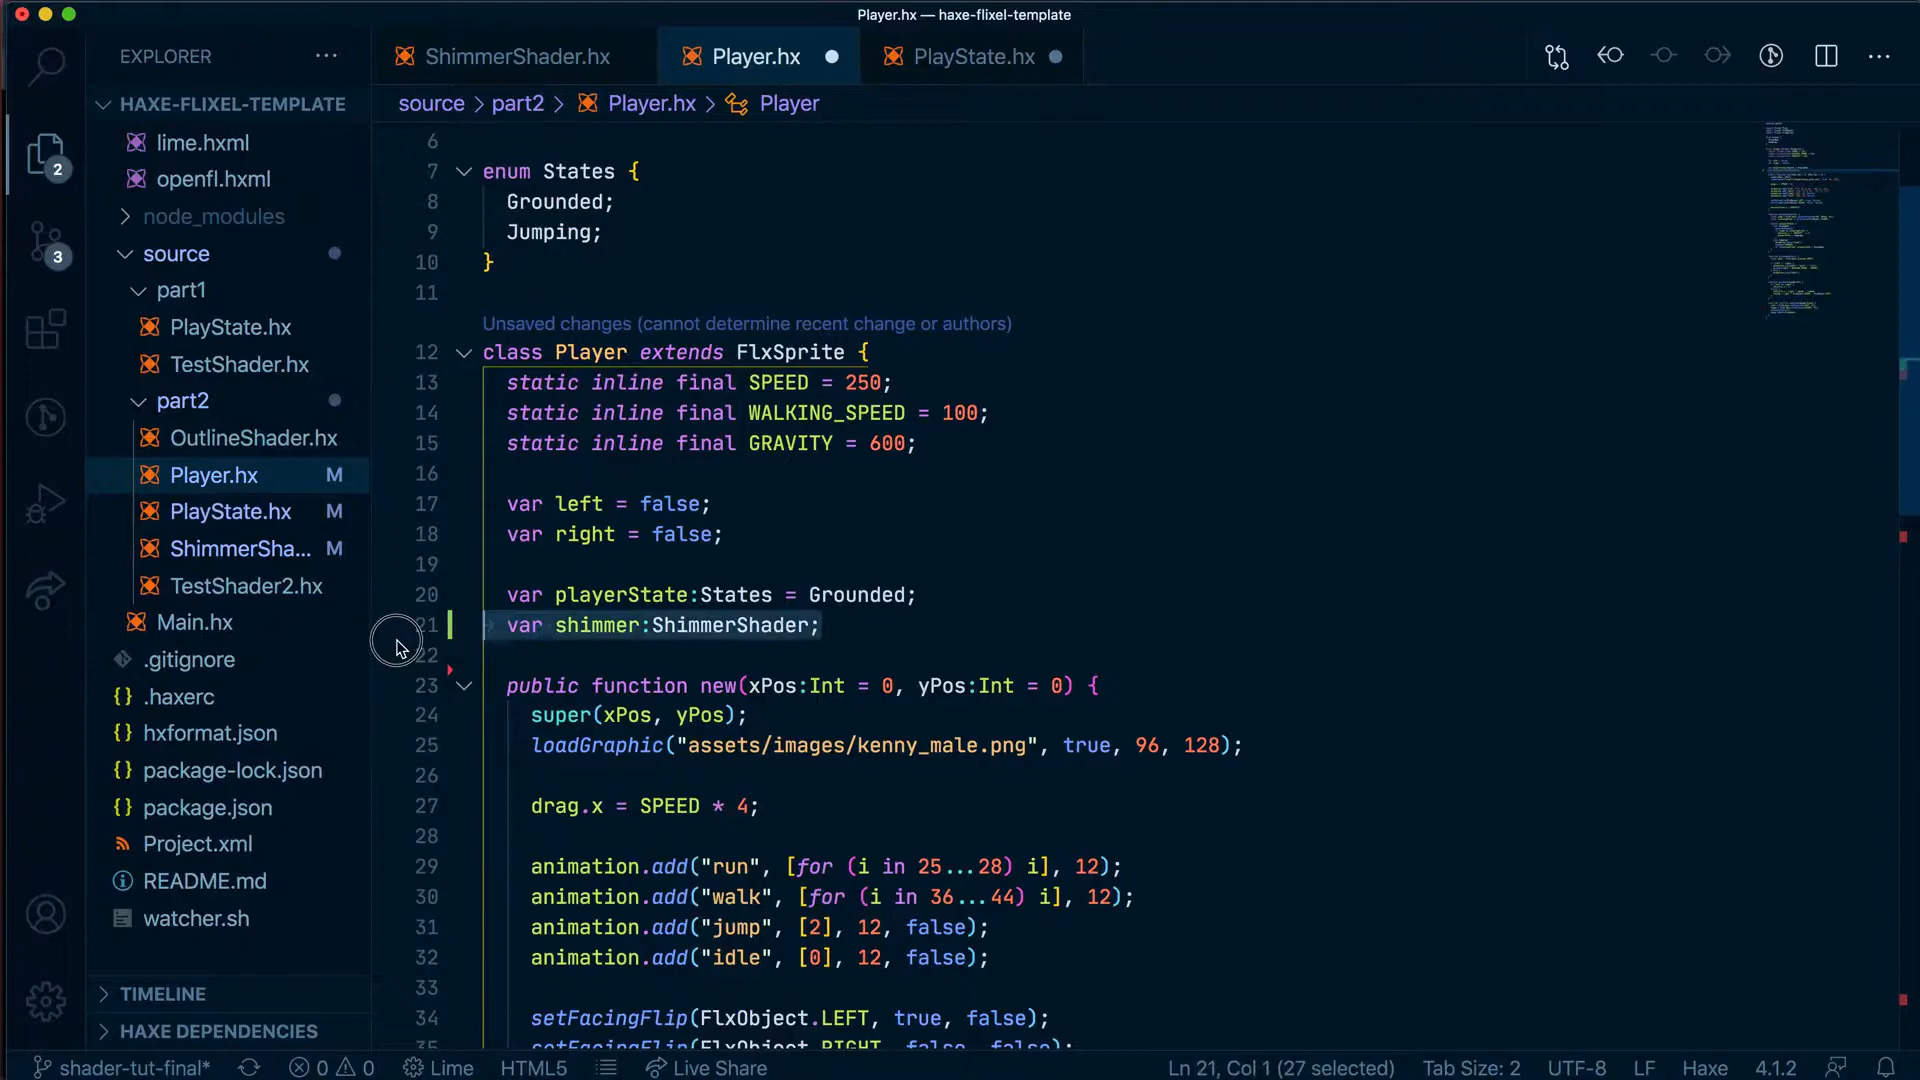 Player.hx — haxe-flixel-template
EXPLORER
HAXE-FLIXEL-TEMPLATE
lime.hxml
openfl.hxml
node_modules
source
part1
PlayState.hx
TestShader.hx
part2
OutlineShader.hx
Player.hx M
PlayState.hx M
ShimmerSha... M
TestShader2.hx
Main.hx
.gitignore
.haxerc
hxformat.json
package-lock.json
package.json
Project.xml
README.md
watcher.sh
TIMELINE
HAXE DEPENDENCIES
2
3
ShimmerShader.hx
Player.hx
PlayState.hx
source > part2 > Player.hx > Player
6
7 enum States {
8 Grounded;
9 Jumping;
10 }
11
Unsaved changes (cannot determine recent change or authors)
12 class Player extends FlxSprite {
13 static inline final SPEED = 250;
14 static inline final WALKING_SPEED = 100;
15 static inline final GRAVITY = 600;
16
17 var left = false;
18 var right = false;
19
20 var playerState:States = Grounded;
21 var shimmer:ShimmerShader;
22
23 public function new(xPos:Int = 0, yPos:Int = 0) {
24 super(xPos, yPos);
25 loadGraphic("assets/images/kenny_male.png", true, 96, 128);
26
27 drag.x = SPEED * 4;
28
29 animation.add("run", [for (i in 25...28) i], 12);
30 animation.add("walk", [for (i in 36...44) i], 12);
31 animation.add("jump", [2], 12, false);
32 animation.add("idle", [0], 12, false);
33
34 setFacingFlip(FlxObject.LEFT, true, false);
35 setFacingFlip(FlxObject.RIGHT, false, false);
shader-tut-final* 0 0 Lime HTML5 Live Share Ln 21, Col 1 (27 selected) Tab Size: 2 UTF-8 LF Haxe 4.1.2